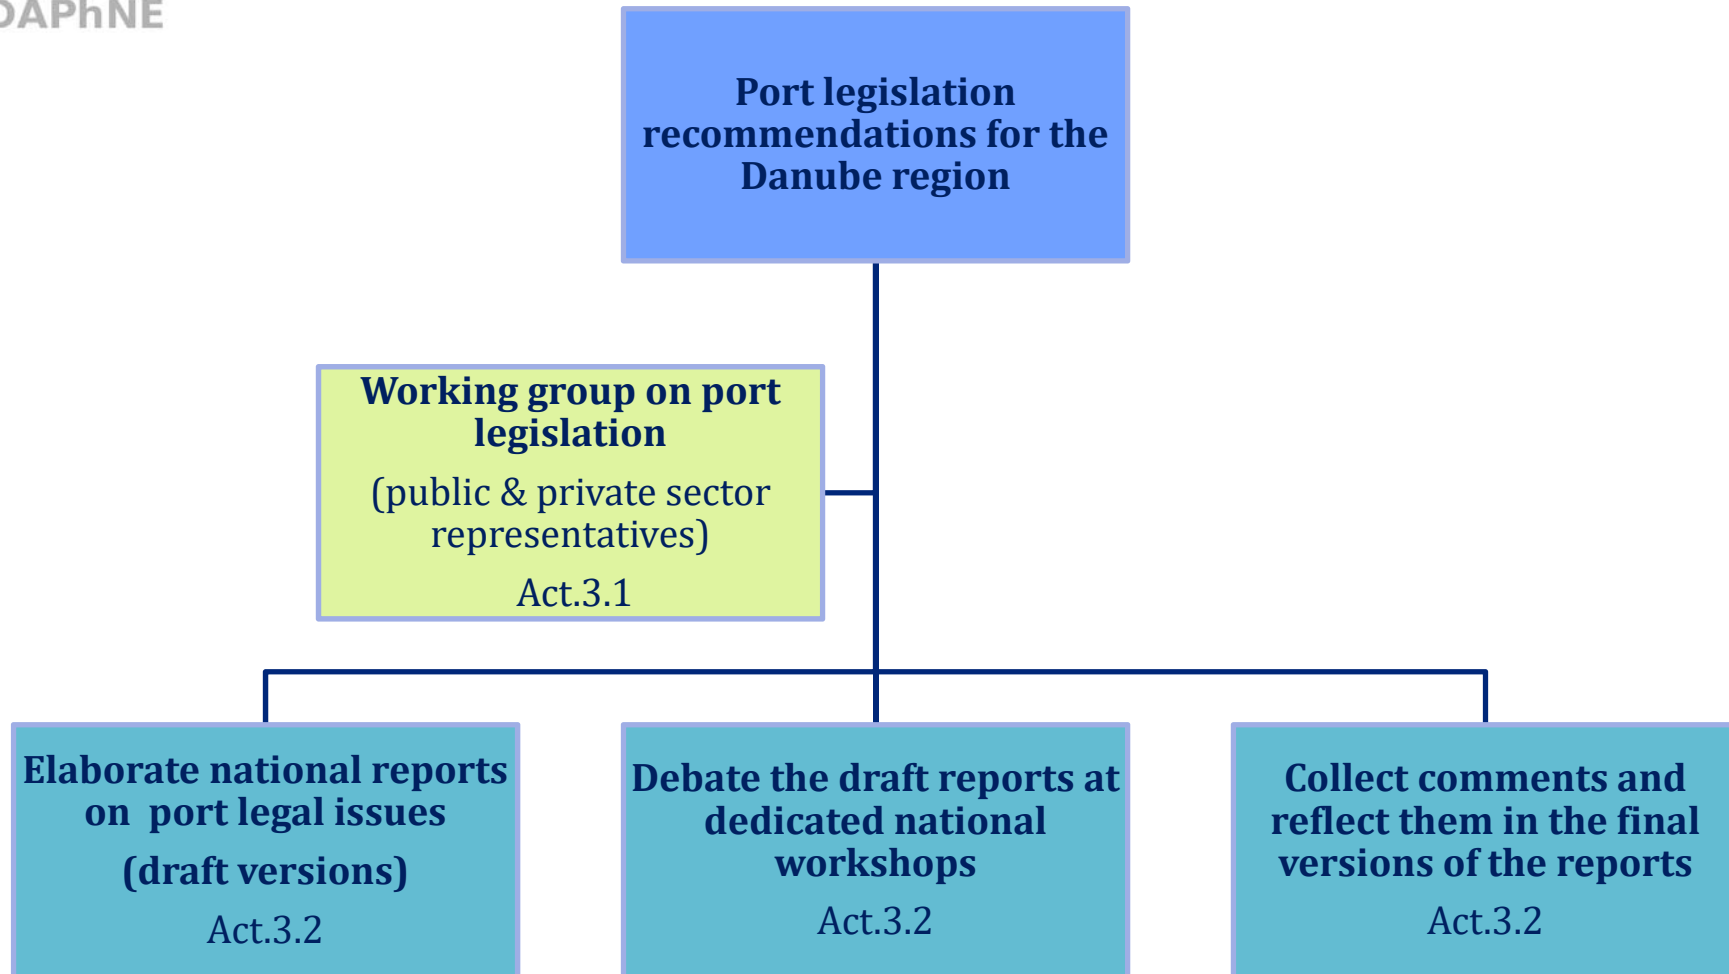 DAPhNE
Port legislation
recommendations for the
Danube region
Working group on port
legislation
(public & private sector
representatives)
Act.3.1
Elaborate national reports
on  port legal issues
(draft versions)
Act.3.2
Debate the draft reports at
dedicated national
workshops
Act.3.2
Collect comments and
reflect them in the final
versions of the reports
Act.3.2